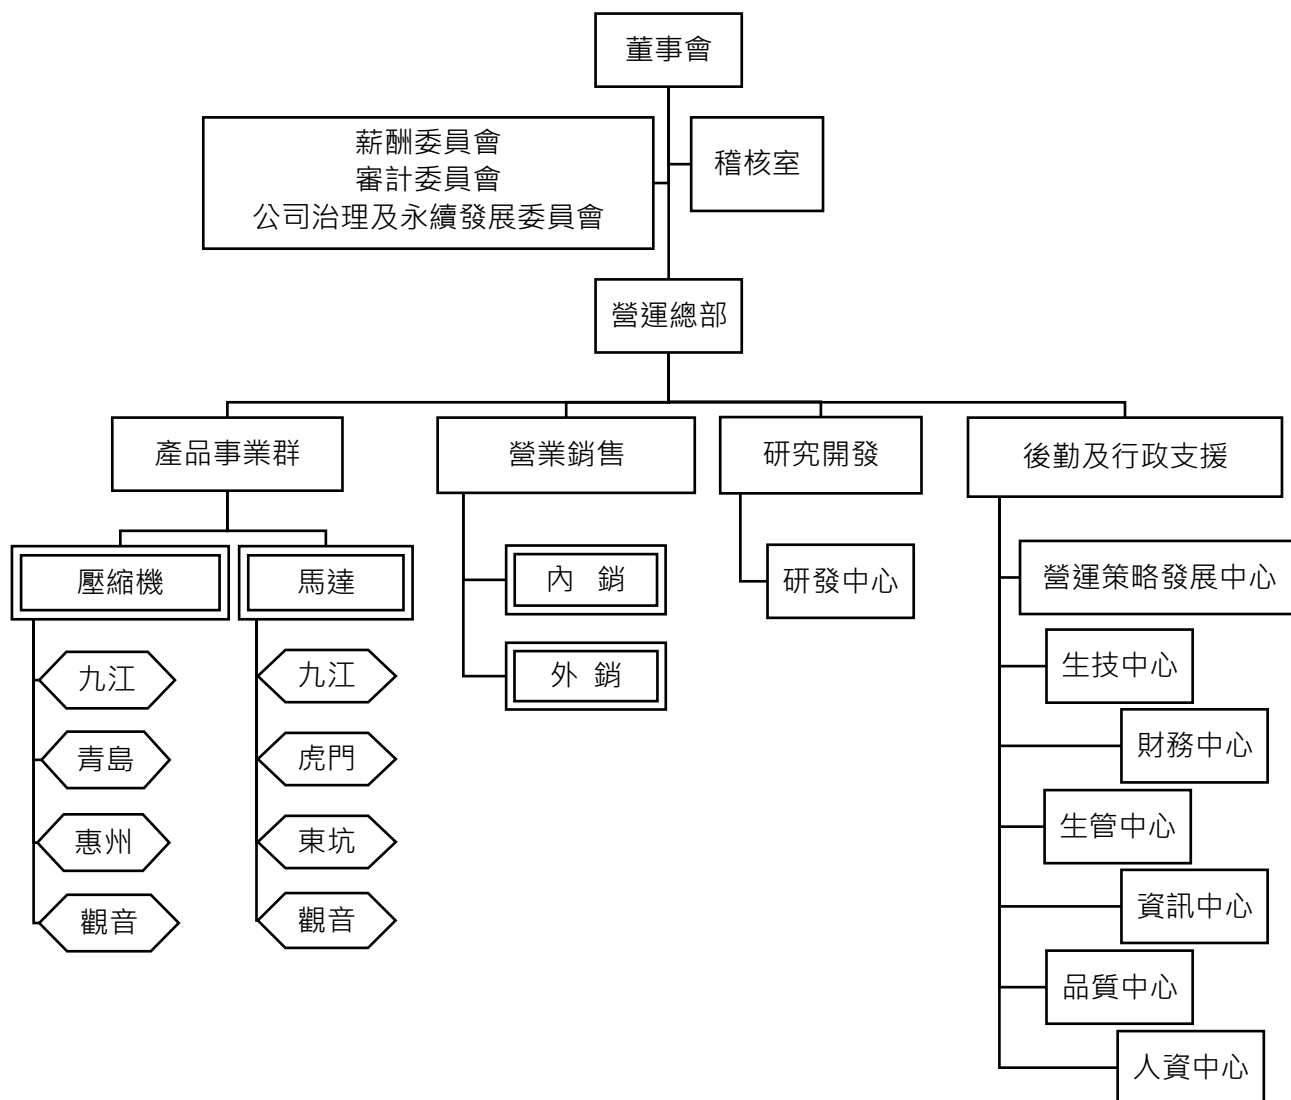 董事會
薪酬委員會
審計委員會
公司治理及永續發展委員會
稽核室
營運總部
產品事業群
營業銷售
研究開發
後勤及行政支援
壓縮機
馬達
內 銷
研發中心
營運策略發展中心
九江
九江
外 銷
生技中心
青島
虎門
財務中心
惠州
東坑
生管中心
觀音
觀音
資訊中心
品質中心
人資中心